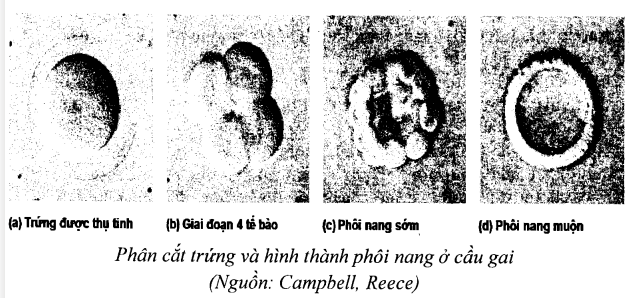 (a) Trứng được thụ tinh (b) Giai đoạn 4 tế bào (c) Phôi nang sớm (d) Phôi nang muộn
Phân cắt trứng và hình thành phôi nang ở cầu gai
(Nguồn: Campbell, Reece)